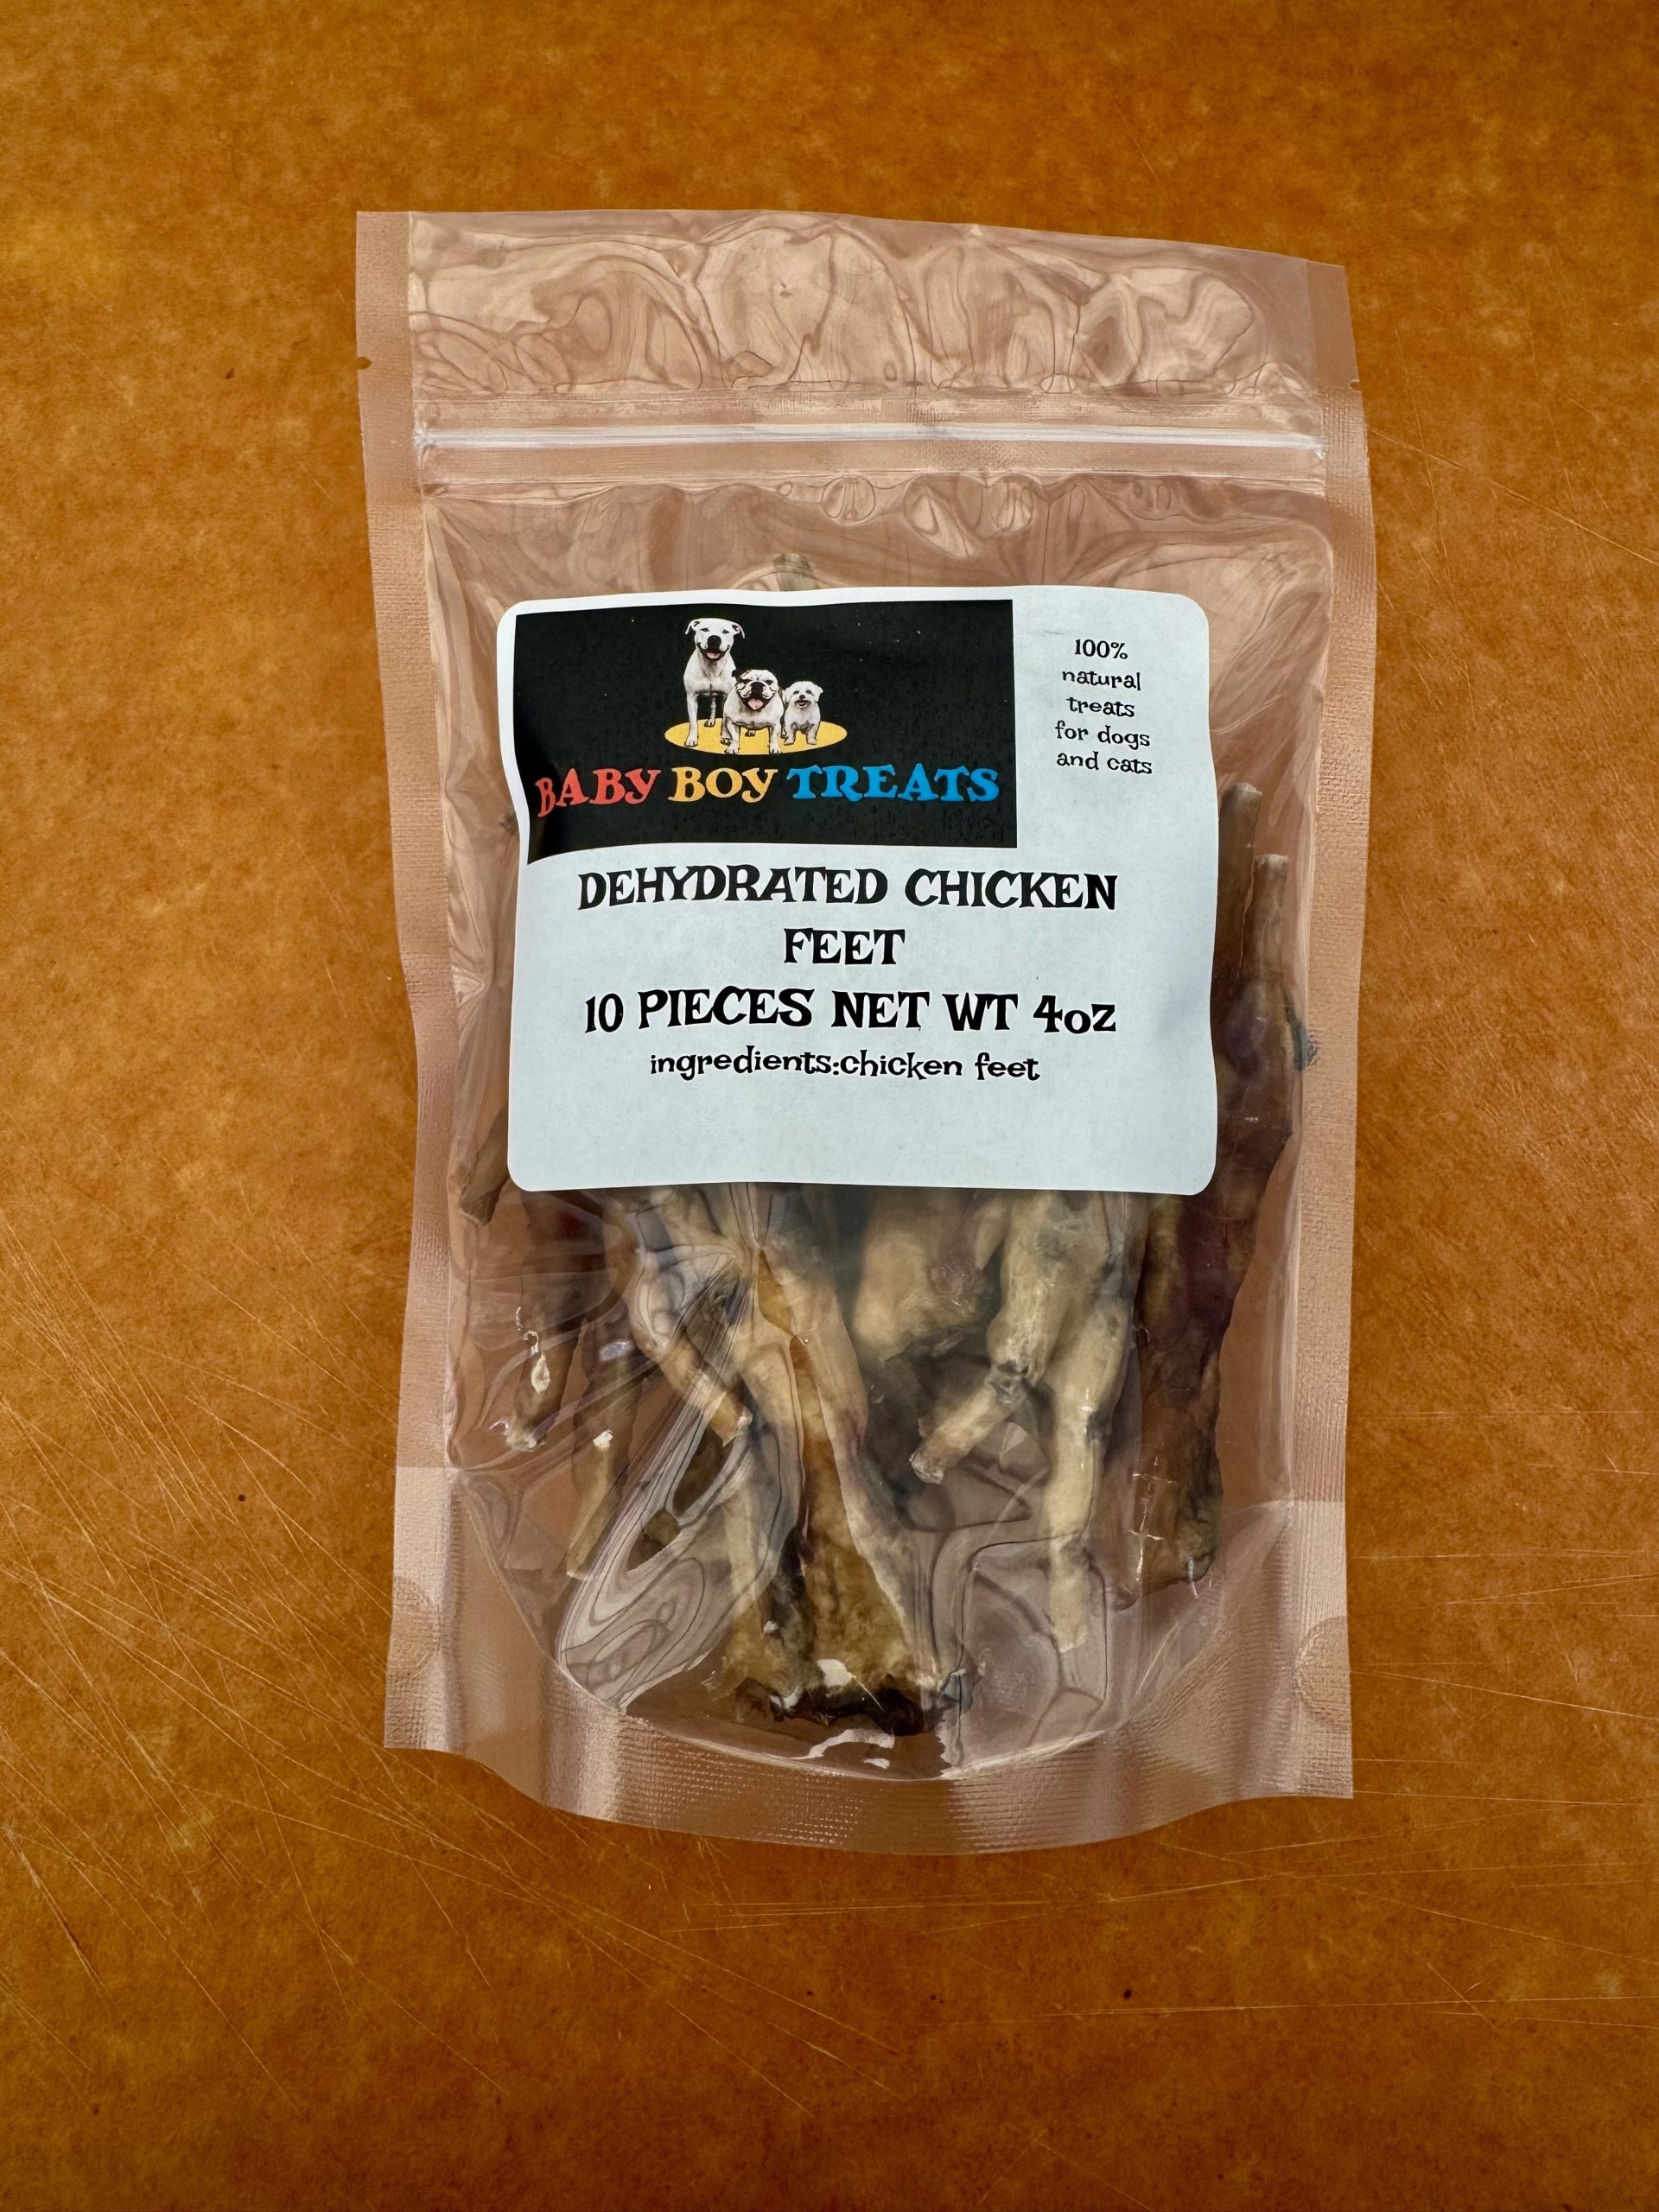 BABY BOY TREATS
100%
natural
treats
for dogs
and cats
DEHYDRATED CHICKEN
FEET
10 PIECES NET WT 4oz
ingredients:chicken feet